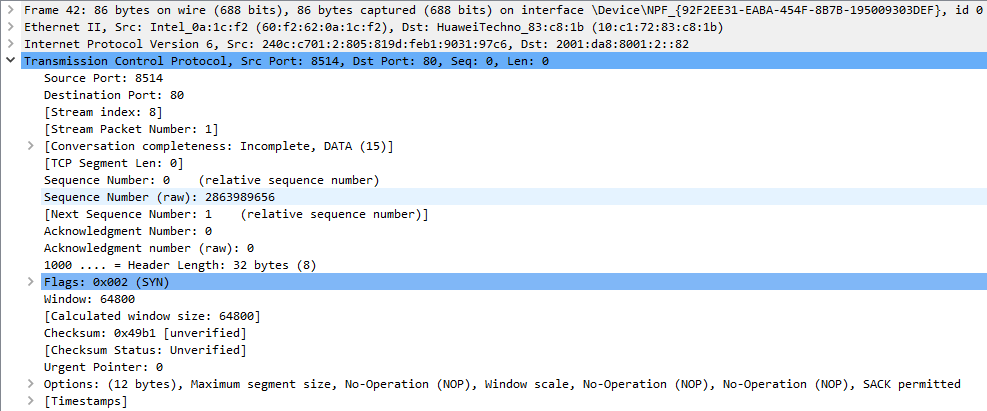 Frame 42: 86 bytes on wire (688 bits), 86 bytes captured (688 bits) on interface \Device\NPF_{92F2EE31-EABA-454F-8B7B-195009303DEF}, id 0
Ethernet II, Src: Intel_0a:1c:f2 (60:f2:62:0a:1c:f2), Dst: HuaweiTechno_83:c8:1b (10:c1:72:83:c8:1b)
Internet Protocol Version 6, Src: 240c:c701:2:805:819d:feb1:9031:97c6, Dst: 2001:da8:8001:2::82
Transmission Control Protocol, Src Port: 8514, Dst Port: 80, Seq: 0, Len: 0
Source Port: 8514
Destination Port: 80
[Stream index: 8]
[Stream Packet Number: 1]
[Conversation completeness: Incomplete, DATA (15)]
[TCP Segment Len: 0]
Sequence Number: 0    (relative sequence number)
Sequence Number (raw): 2863989656
[Next Sequence Number: 1    (relative sequence number)]
Acknowledgment Number: 0
Acknowledgment number (raw): 0
1000 .... = Header Length: 32 bytes (8)
Flags: 0x002 (SYN)
Window: 64800
[Calculated window size: 64800]
Checksum: 0x49b1 [unverified]
[Checksum Status: Unverified]
Urgent Pointer: 0
Options: (12 bytes), Maximum segment size, No-Operation (NOP), Window scale, No-Operation (NOP), No-Operation (NOP), SACK permitted
[Timestamps]